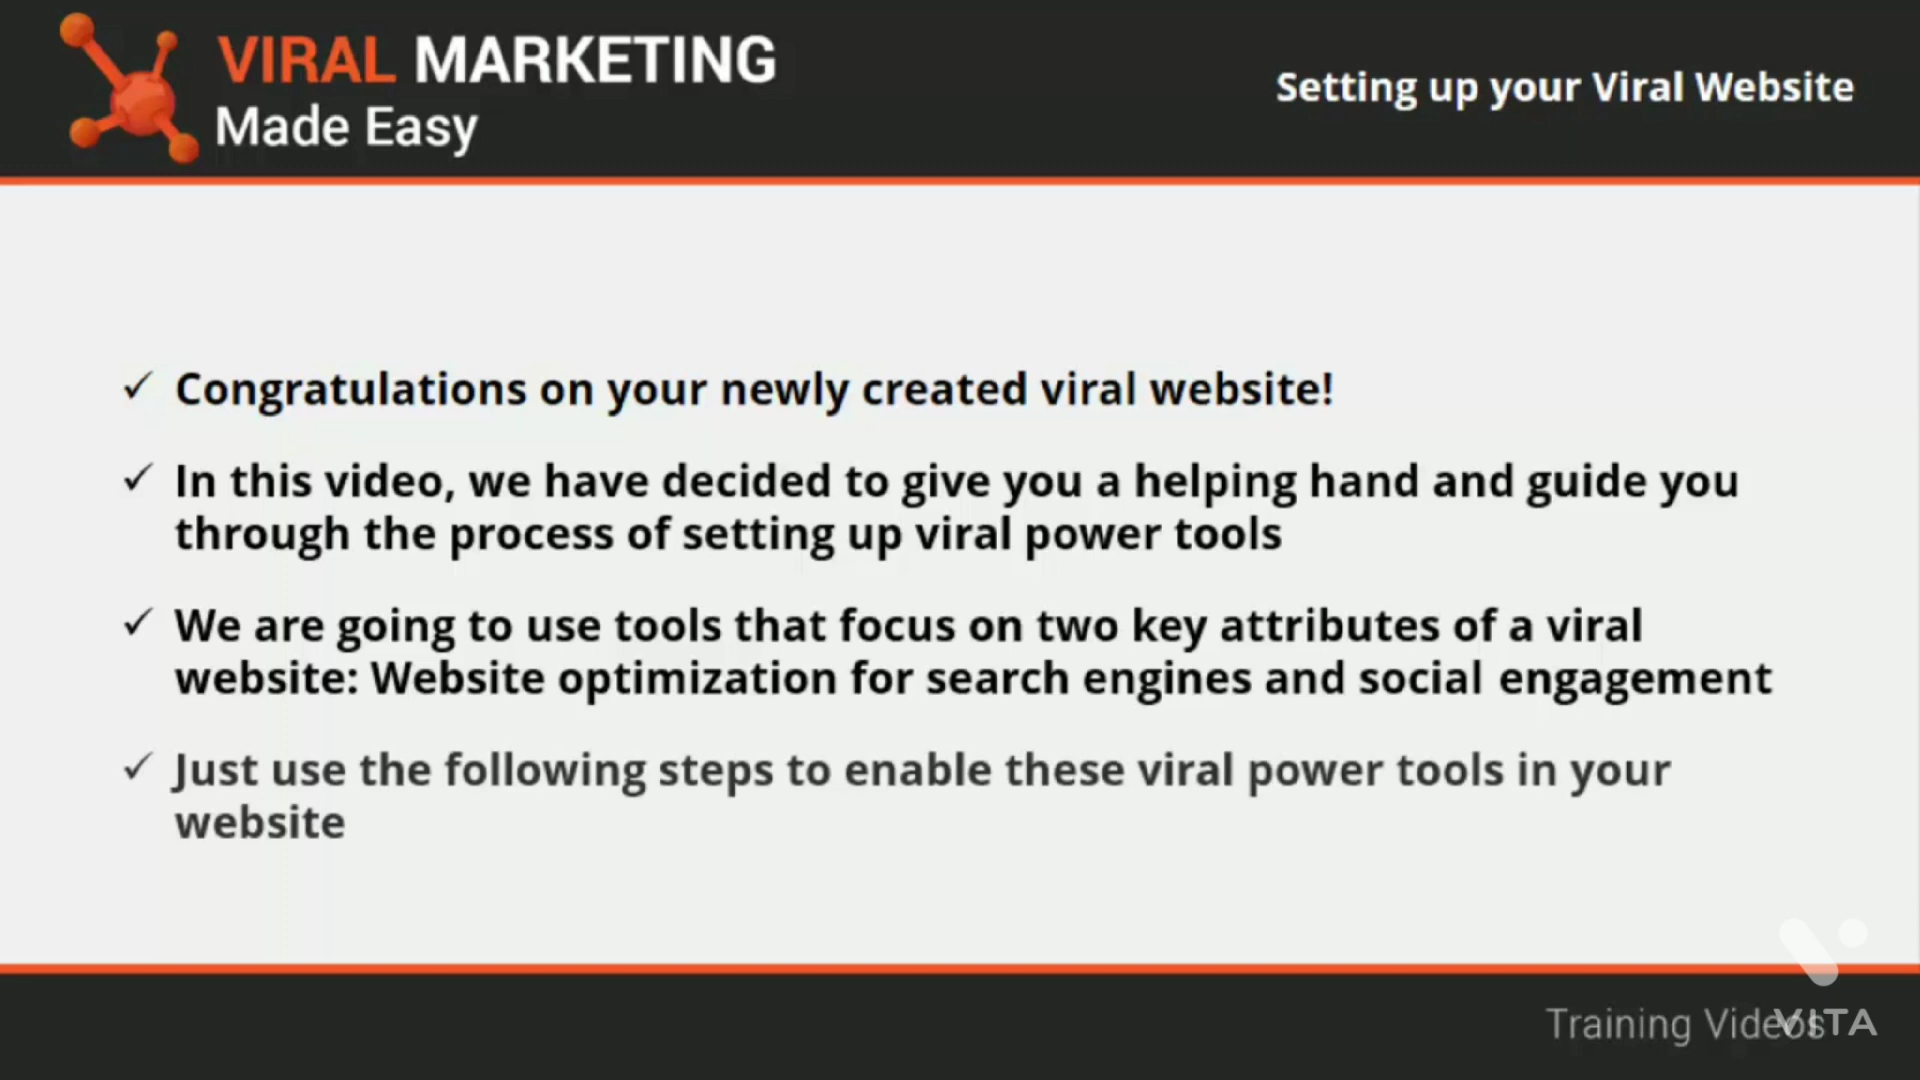 VIRAL MARKETING
Made Easy
Setting up your Viral Website
✓ Congratulations on your newly created viral website!
✓ In this video, we have decided to give you a helping hand and guide you
through the process of setting up viral power tools
✓ We are going to use tools that focus on two key attributes of a viral
website: Website optimization for search engines and social engagement
✓ Just use the following steps to enable these viral power tools in your
website
Training Videos
VITA